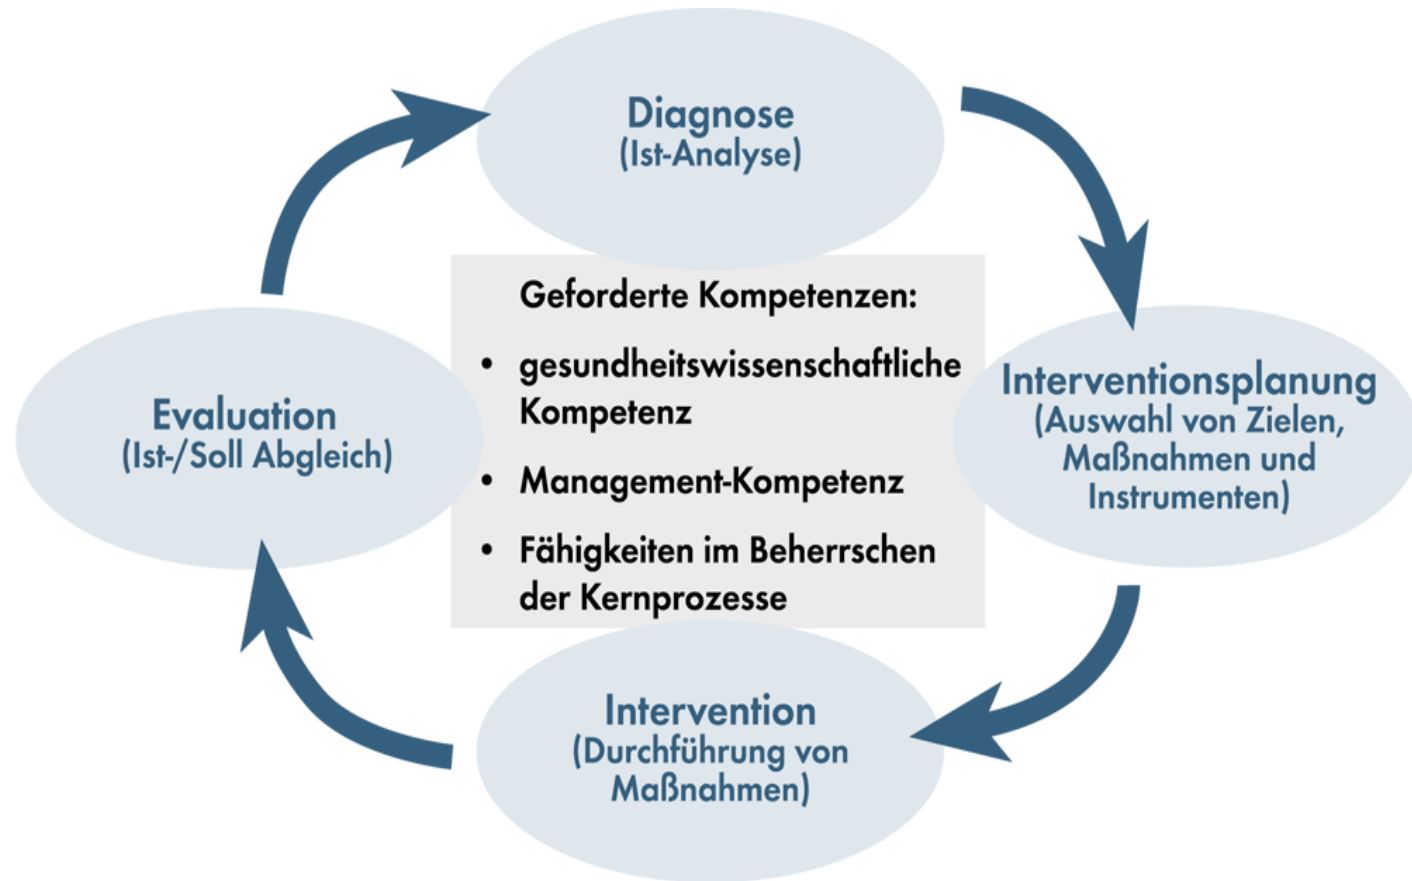 Diagnose
(Ist-Analyse)
Geforderte Kompetenzen:
• gesundheitswissenschaftliche
Kompetenz
• Management-Kompetenz
• Fähigkeiten im Beherrschen
der Kernprozesse
Interventionsplanung
(Auswahl von Zielen,
Maßnahmen und
Instrumenten)
Intervention
(Durchführung von
Maßnahmen)
Evaluation
(Ist-/Soll Abgleich)